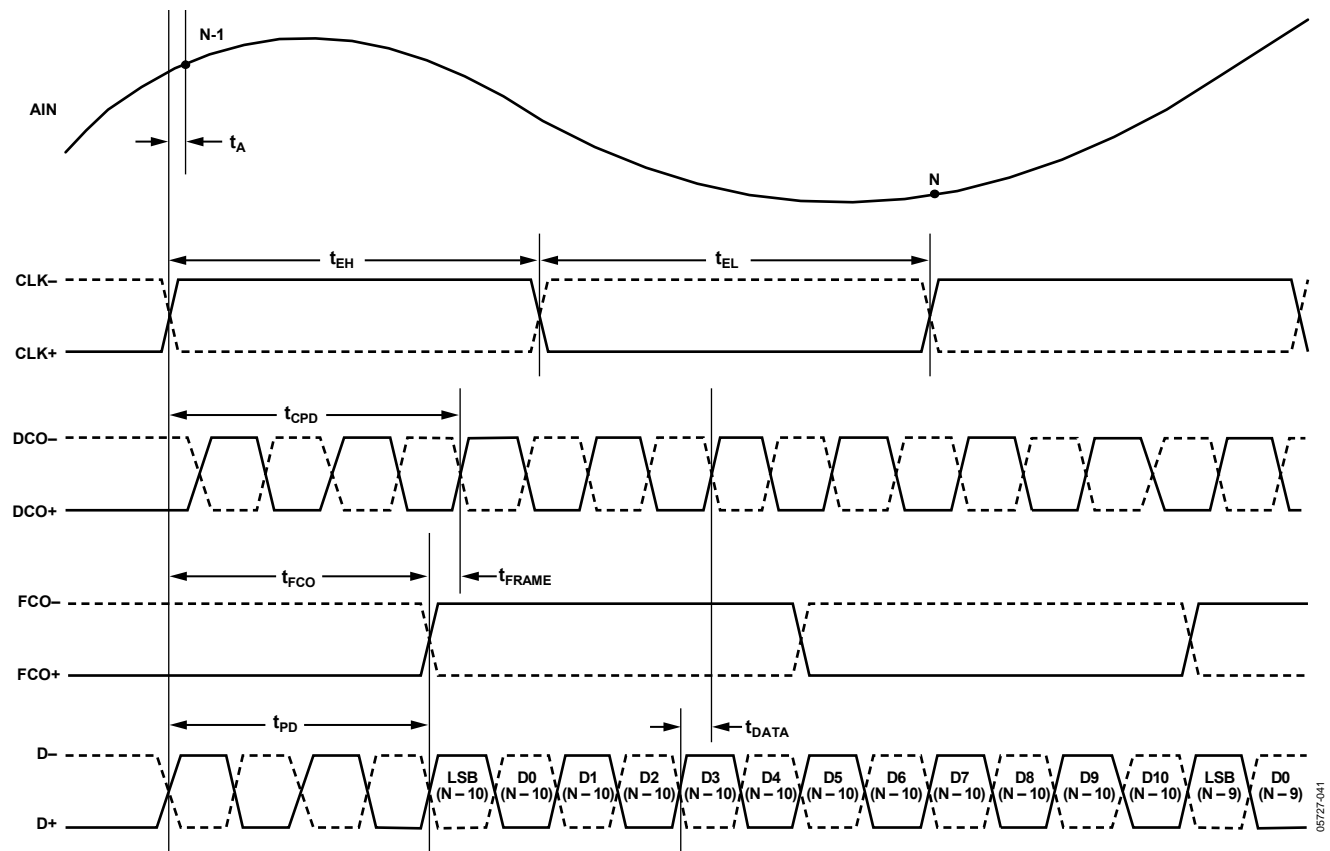 N-1
AIN
tA
N
tEH
tEL
CLK–
CLK+
tCPD
DCO–
DCO+
tFCO
tFRAME
FCO–
FCO+
tPD
tDATA
D–
D+
LSB
(N – 10)
D0
(N – 10)
D1
(N – 10)
D2
(N – 10)
D3
(N – 10)
D4
(N – 10)
D5
(N – 10)
D6
(N – 10)
D7
(N – 10)
D8
(N – 10)
D9
(N – 10)
D10
(N – 10)
LSB
(N – 9)
D0
(N – 9)
05727-041